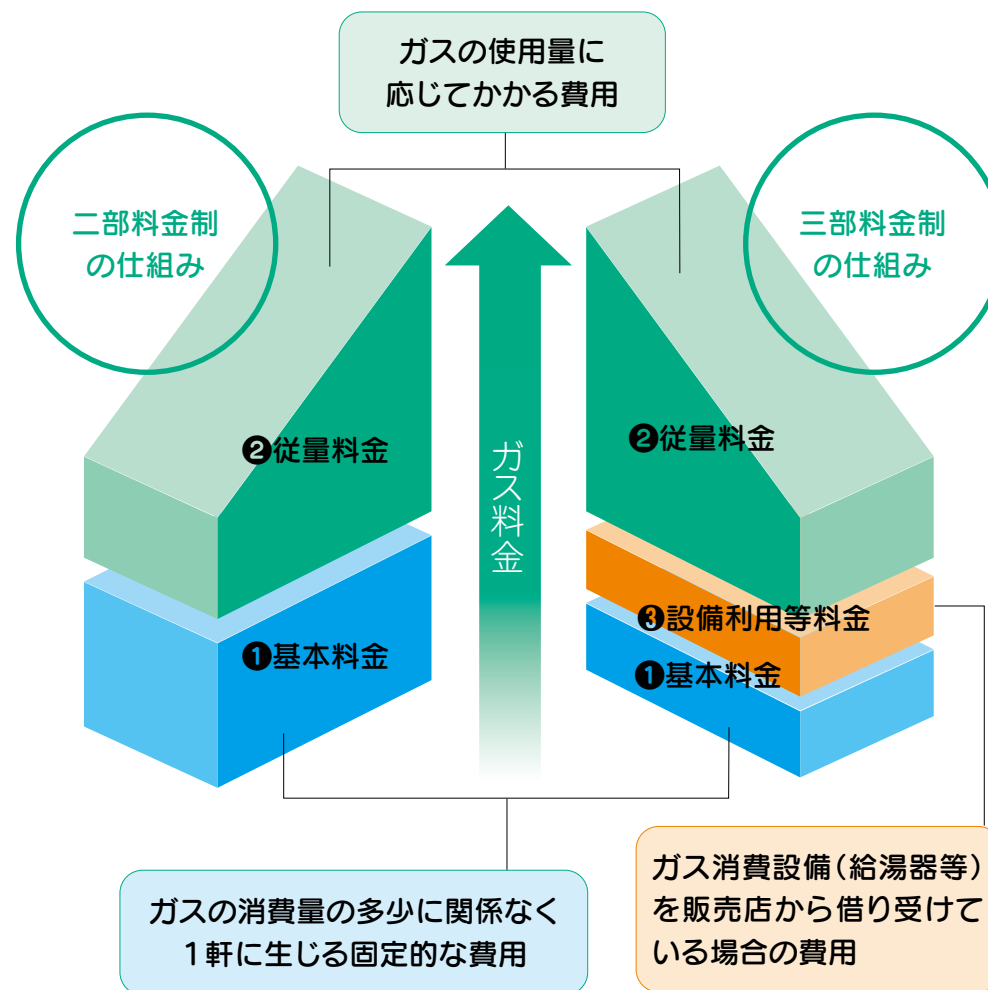 ガスの使用量に
応じてかかる費用
二部料金制
の仕組み
三部料金制
の仕組み
❷従量料金
❷従量料金
ガス料金
❸設備利用等料金
❶基本料金
❶基本料金
ガスの消費量の多少に関係なく
1軒に生じる固定的な費用
ガス消費設備(給湯器等)
を販売店から借り受けて
いる場合の費用